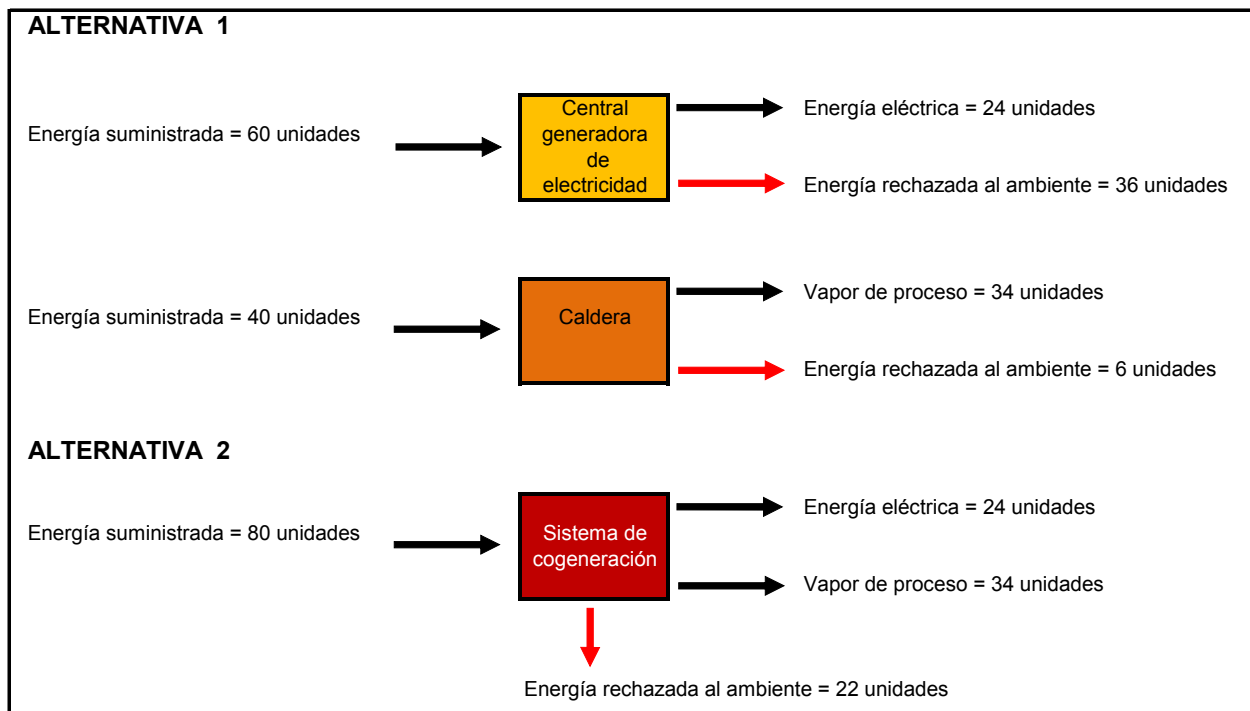 ALTERNATIVA 1
Energía suministrada = 60 unidades
Central
generadora
de
electricidad
Energía eléctrica = 24 unidades
Energía rechazada al ambiente = 36 unidades
Energía suministrada = 40 unidades
Caldera
Vapor de proceso = 34 unidades
Energía rechazada al ambiente = 6 unidades
ALTERNATIVA 2
Energía suministrada = 80 unidades
Sistema de
cogeneración
Energía eléctrica = 24 unidades
Vapor de proceso = 34 unidades
Energía rechazada al ambiente = 22 unidades